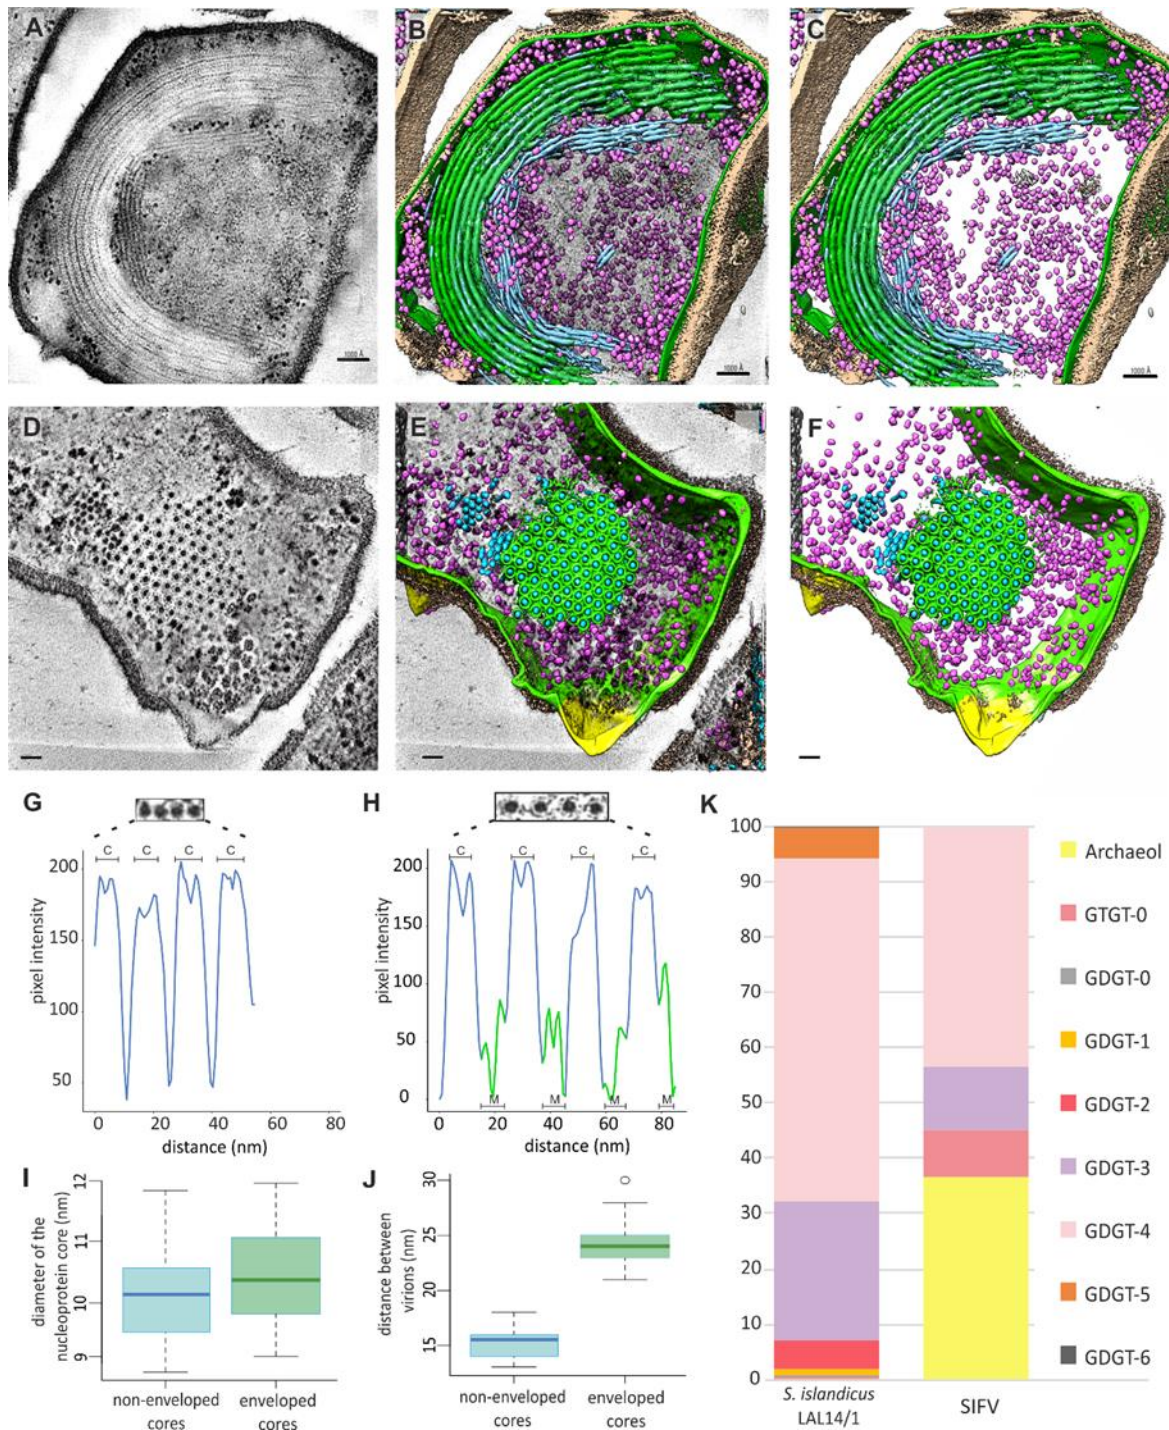 A
B
C
1000 Å
1000 Å
1000 Å
D
E
F
G
C C C C
200
150
100
50
pixel intensity
0 20 40 60 80
distance (nm)
H
C C C C
200
150
100
50
0
pixel intensity
M M M M
0 20 40 60 80
distance (nm)
I
12
11
10
9
diameter of the
nucleoprotein core (nm)
non-enveloped
cores
enveloped
cores
J
30
25
20
15
distance between
virions (nm)
non-enveloped
cores
enveloped
cores
K
100
90
80
70
60
50
40
30
20
10
0
S. islandicus
LAL14/1
SIFV
Archaeol
GTGT-0
GDGT-0
GDGT-1
GDGT-2
GDGT-3
GDGT-4
GDGT-5
GDGT-6